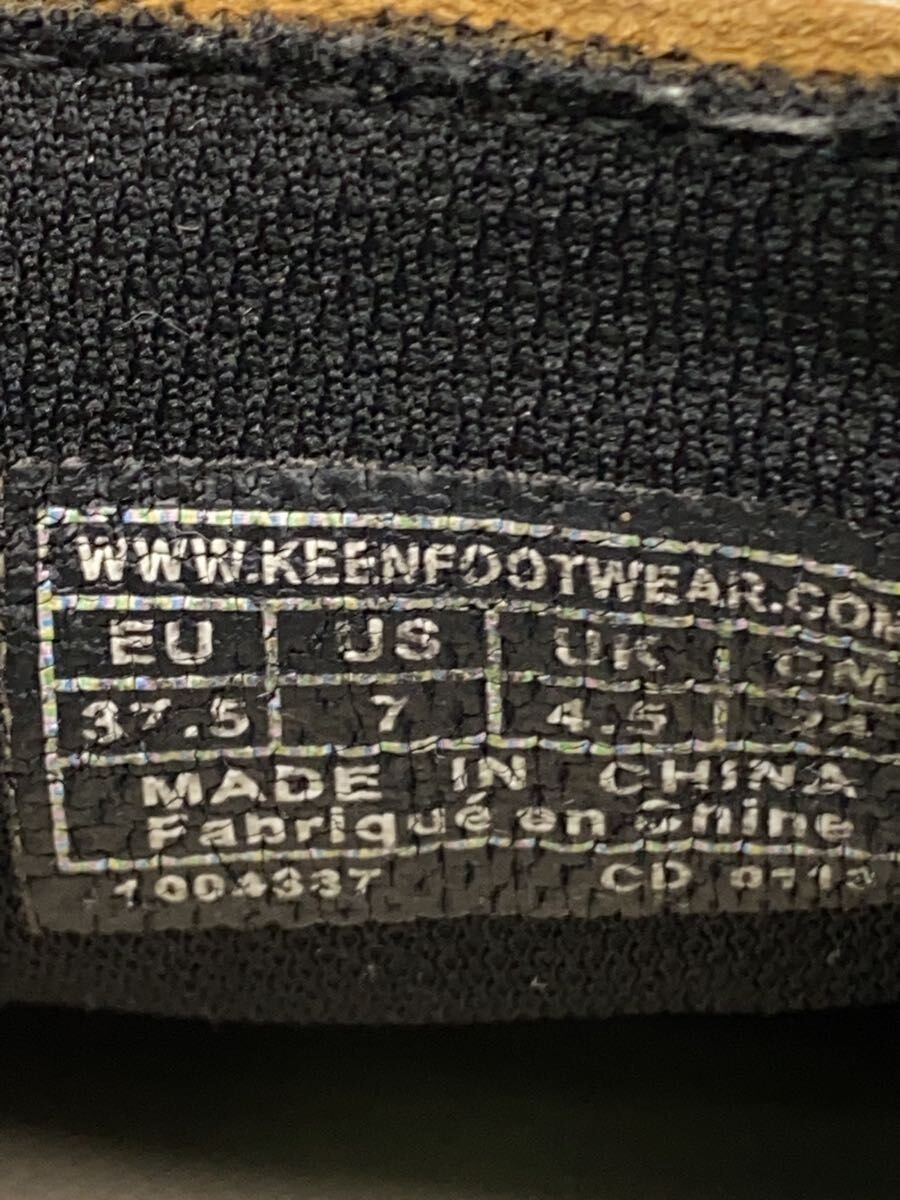 WWW.KEENFOOTWEAR.COM
EU US UK CM
37.5 7 4.5 24
MADE IN CHINA
Fabriqué en Chine
1004337 CD